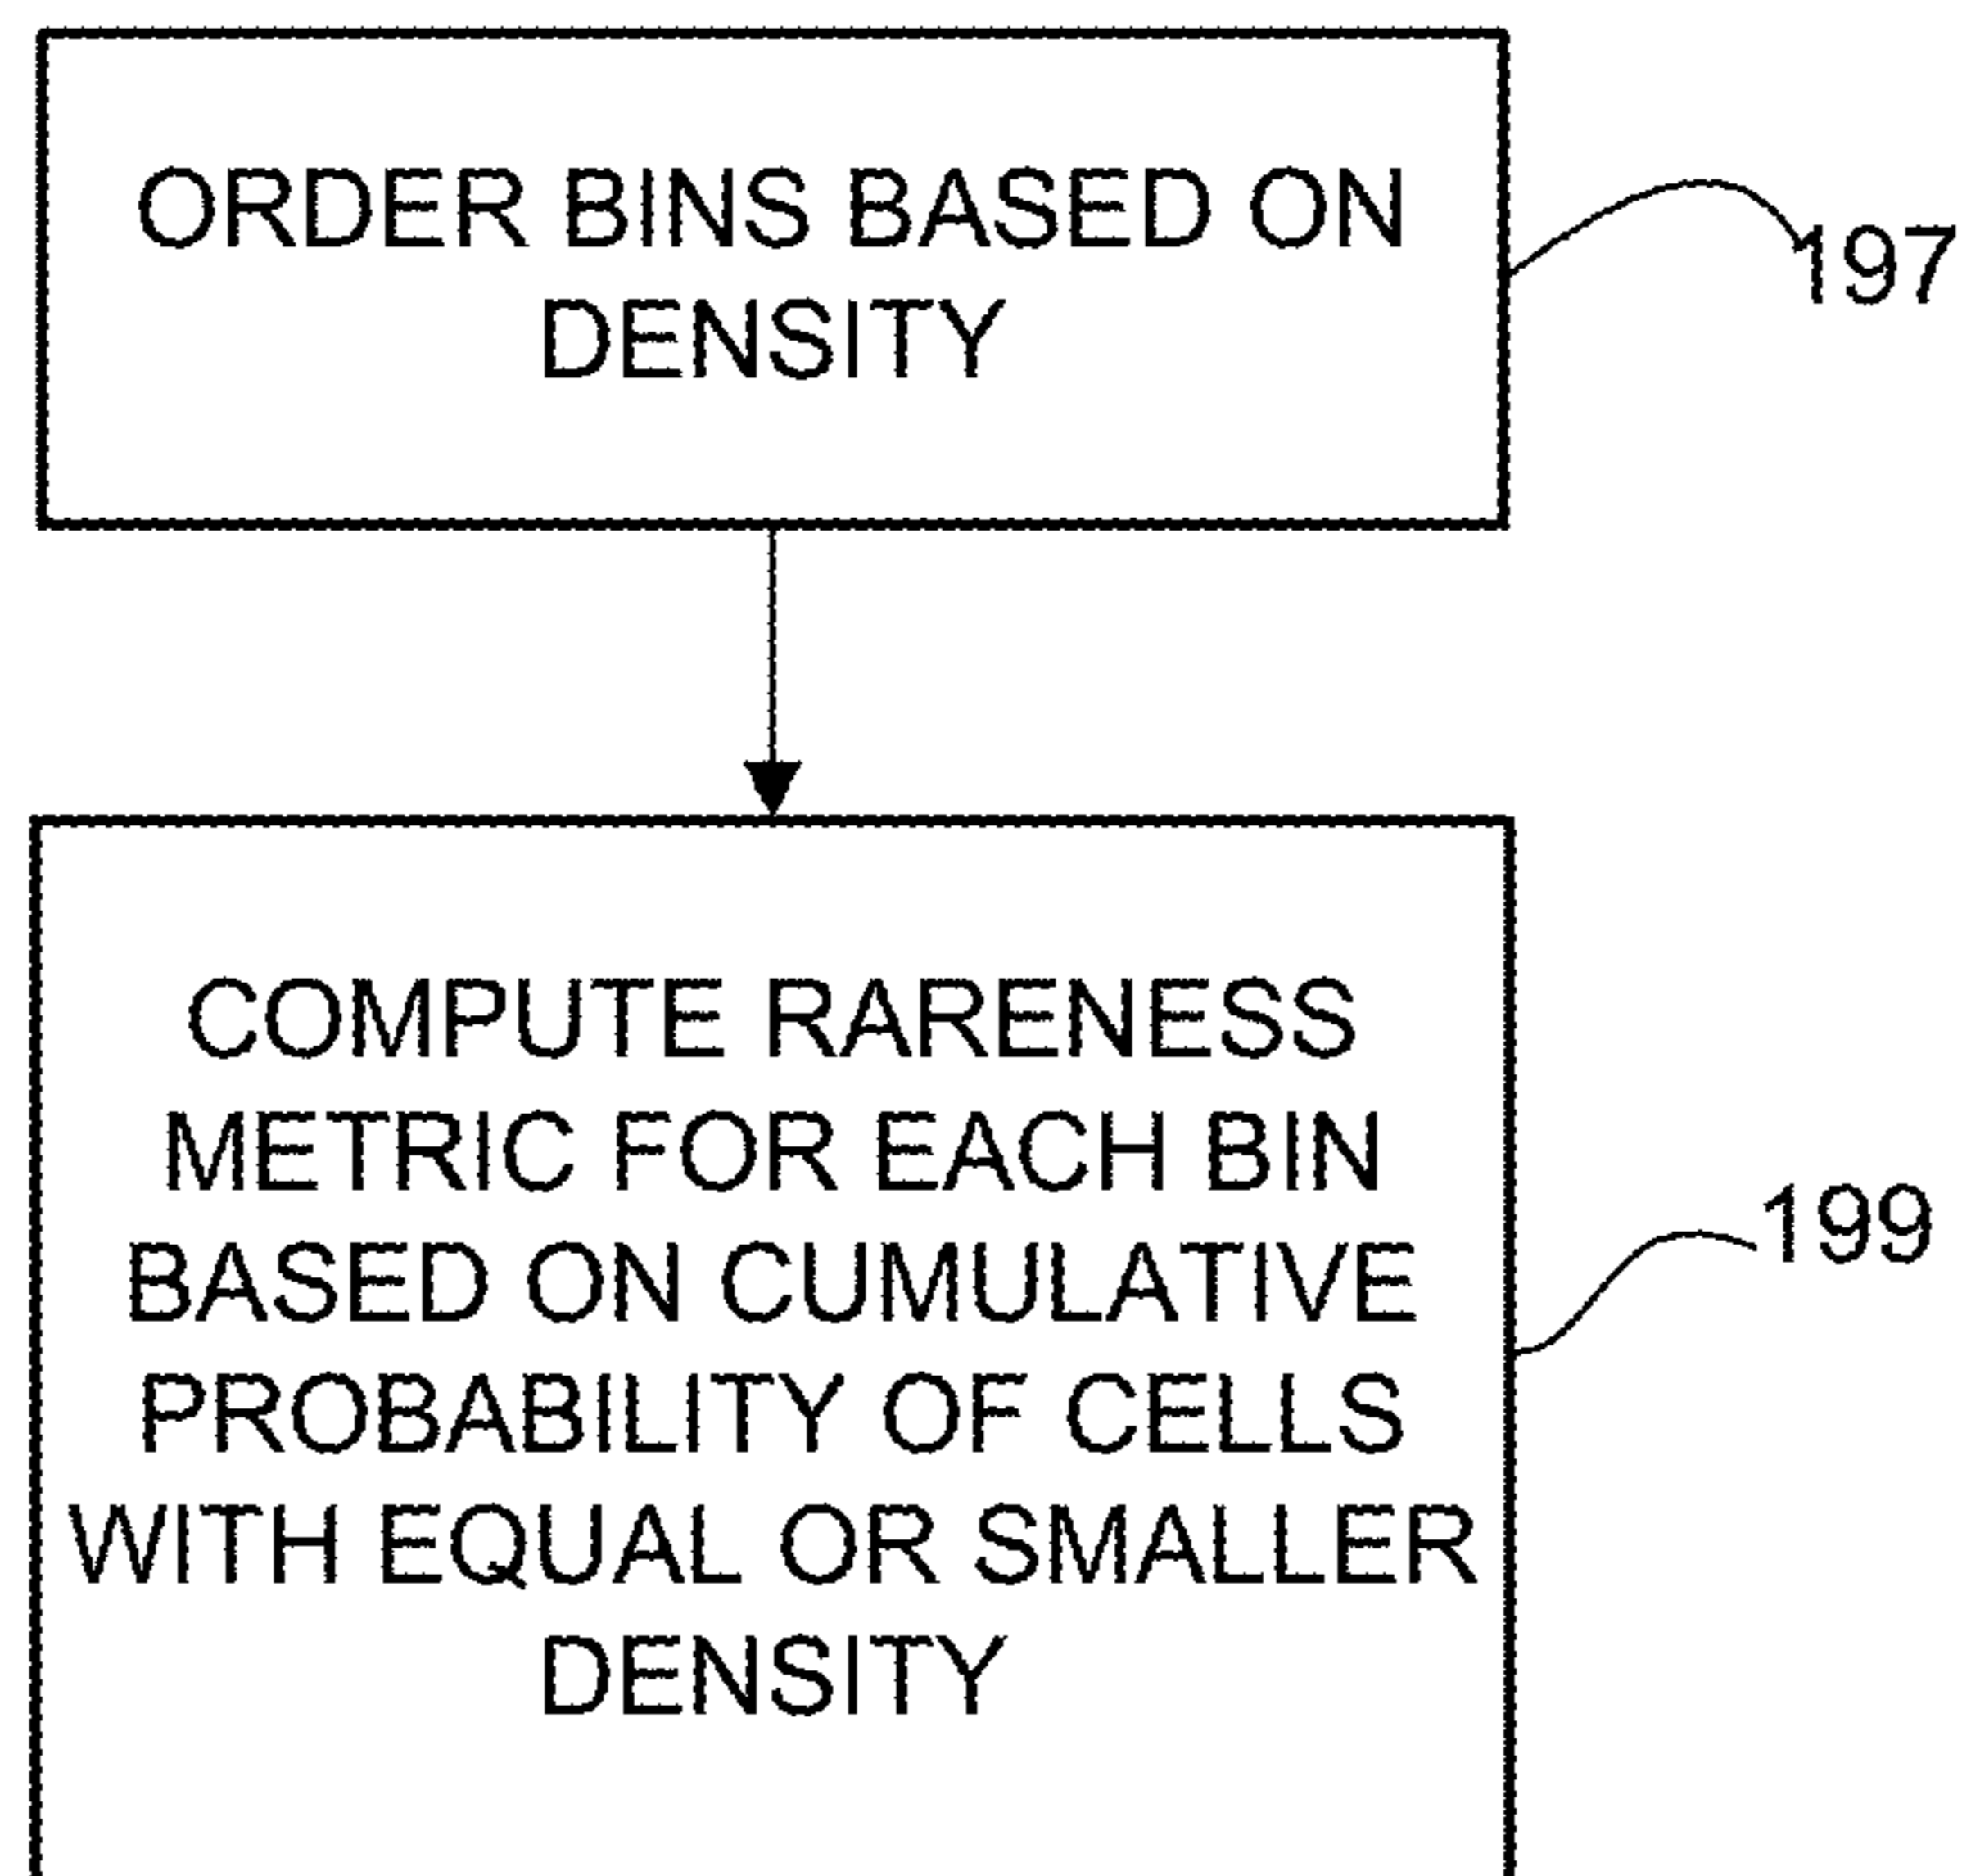 ORDER BINS BASED ON
DENSITY
197
COMPUTE RARENESS
METRIC FOR EACH BIN
BASED ON CUMULATIVE
PROBABILITY OF CELLS
WITH EQUAL OR SMALLER
DENSITY
199